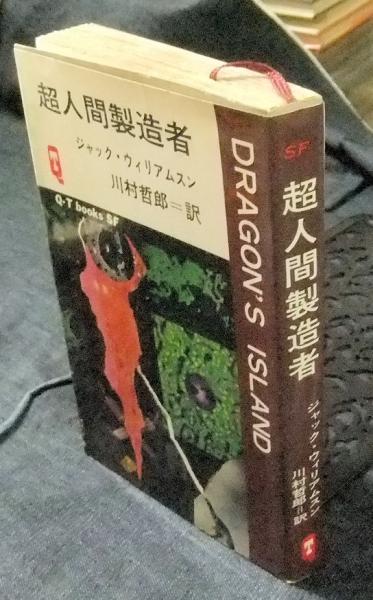 超人間製造者
ジャック・ウィリアムスン
川村哲郎＝訳
T
Q-T books SF
DRAGON'S ISLAND
SF
超人間製造者
ジャック・ウィリアムスン
川村哲郎＝訳
T